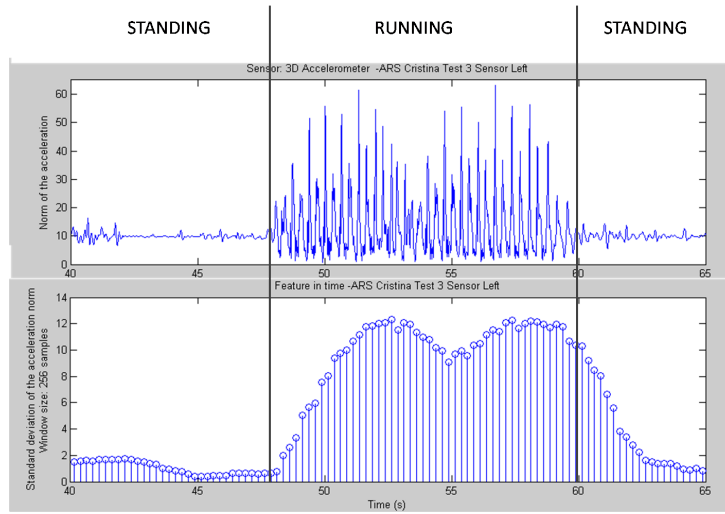 STANDING RUNNING STANDING
Sensor: 3D Accelerometer -ARS Cristina Test 3 Sensor Left
Norm of the acceleration
60
50
40
30
20
10
0
40 45 50 55 60 65
Feature in time -ARS Cristina Test 3 Sensor Left
Standard deviation of the acceleration norm
Window size: 256 samples
14
12
10
8
6
4
2
0
40 45 50 55 60 65
Time (s)